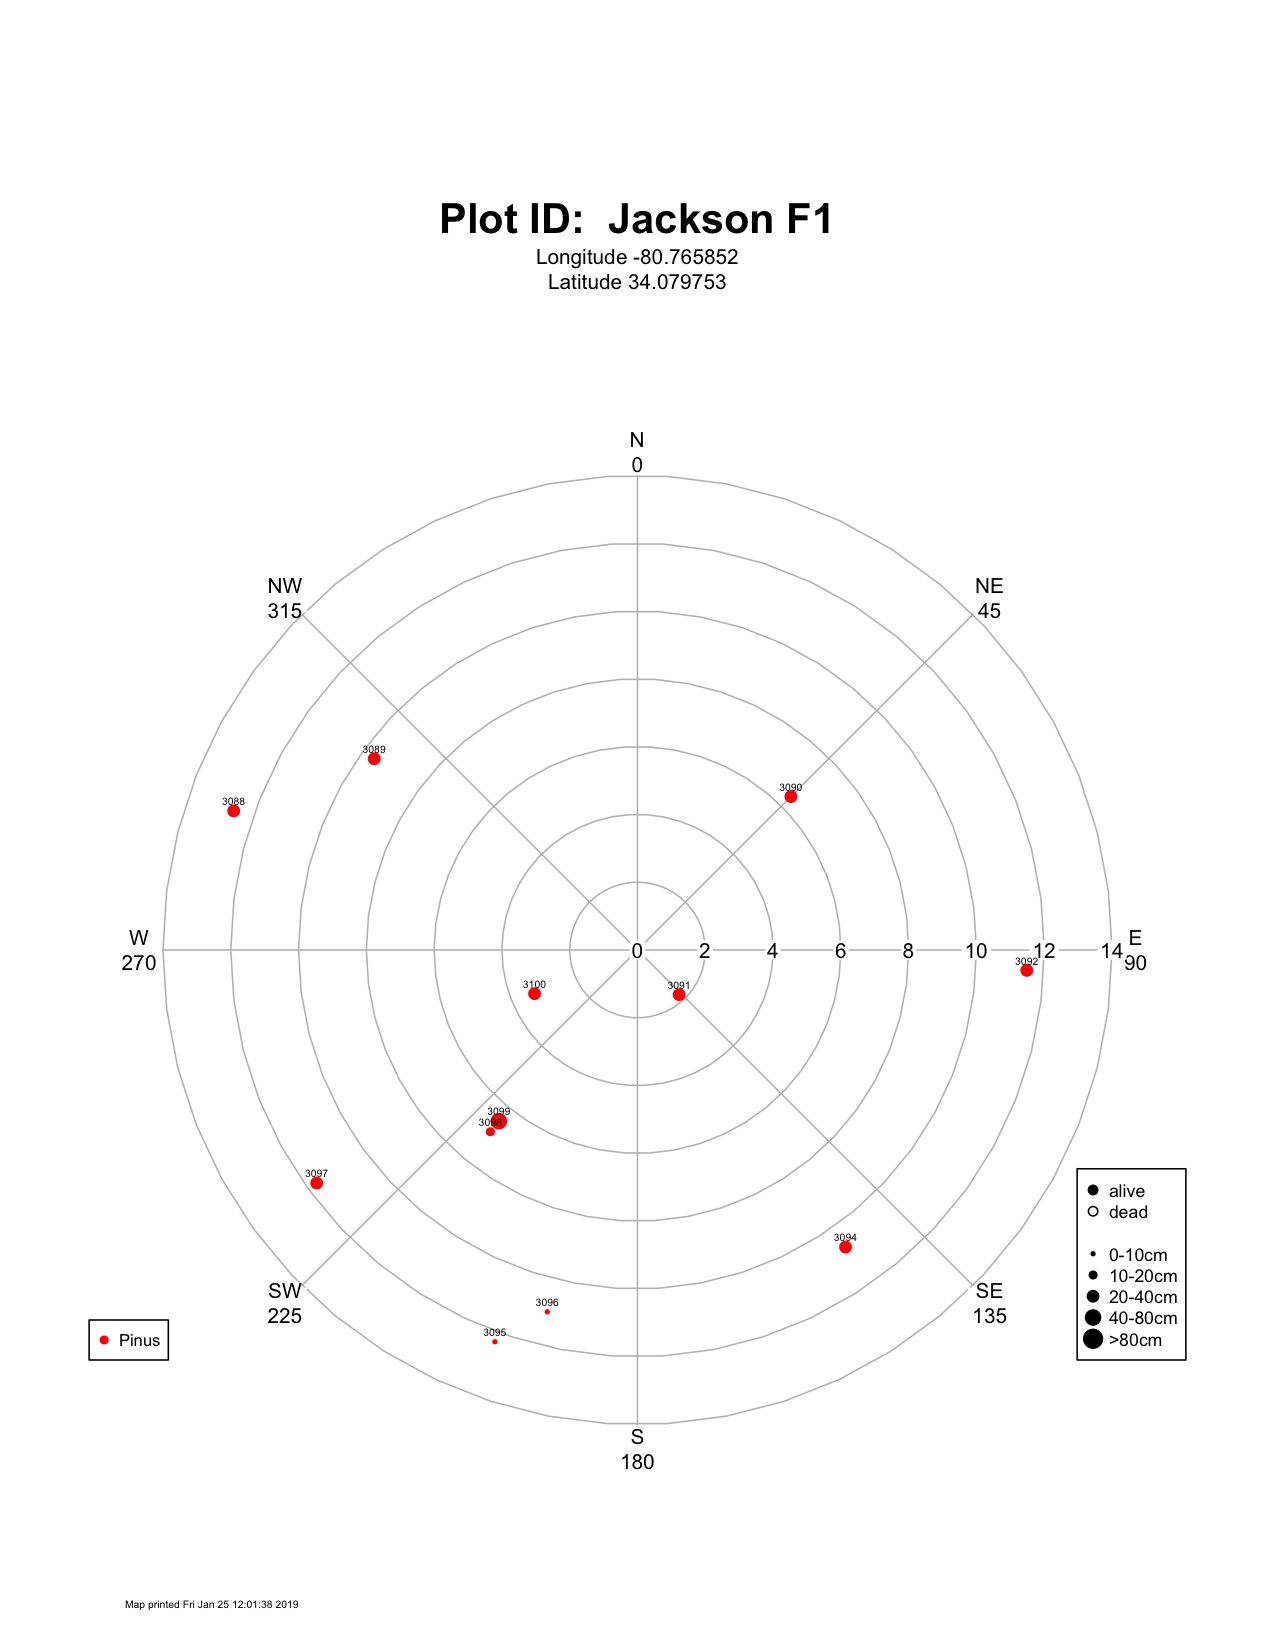 Plot ID:  Jackson F1
Longitude -80.765852
Latitude 34.079753
N
0
NW
315
NE
45
3089
3090
3088
W
270
0 2 4 6 8 10 12 14
E
90
3092
3100
3091
3099
3098
3097
3094
alive
dead
0-10cm
10-20cm
20-40cm
40-80cm
>80cm
SW
225
SE
135
3096
3095
Pinus
S
180
Map printed Fri Jan 25 12:01:38 2019